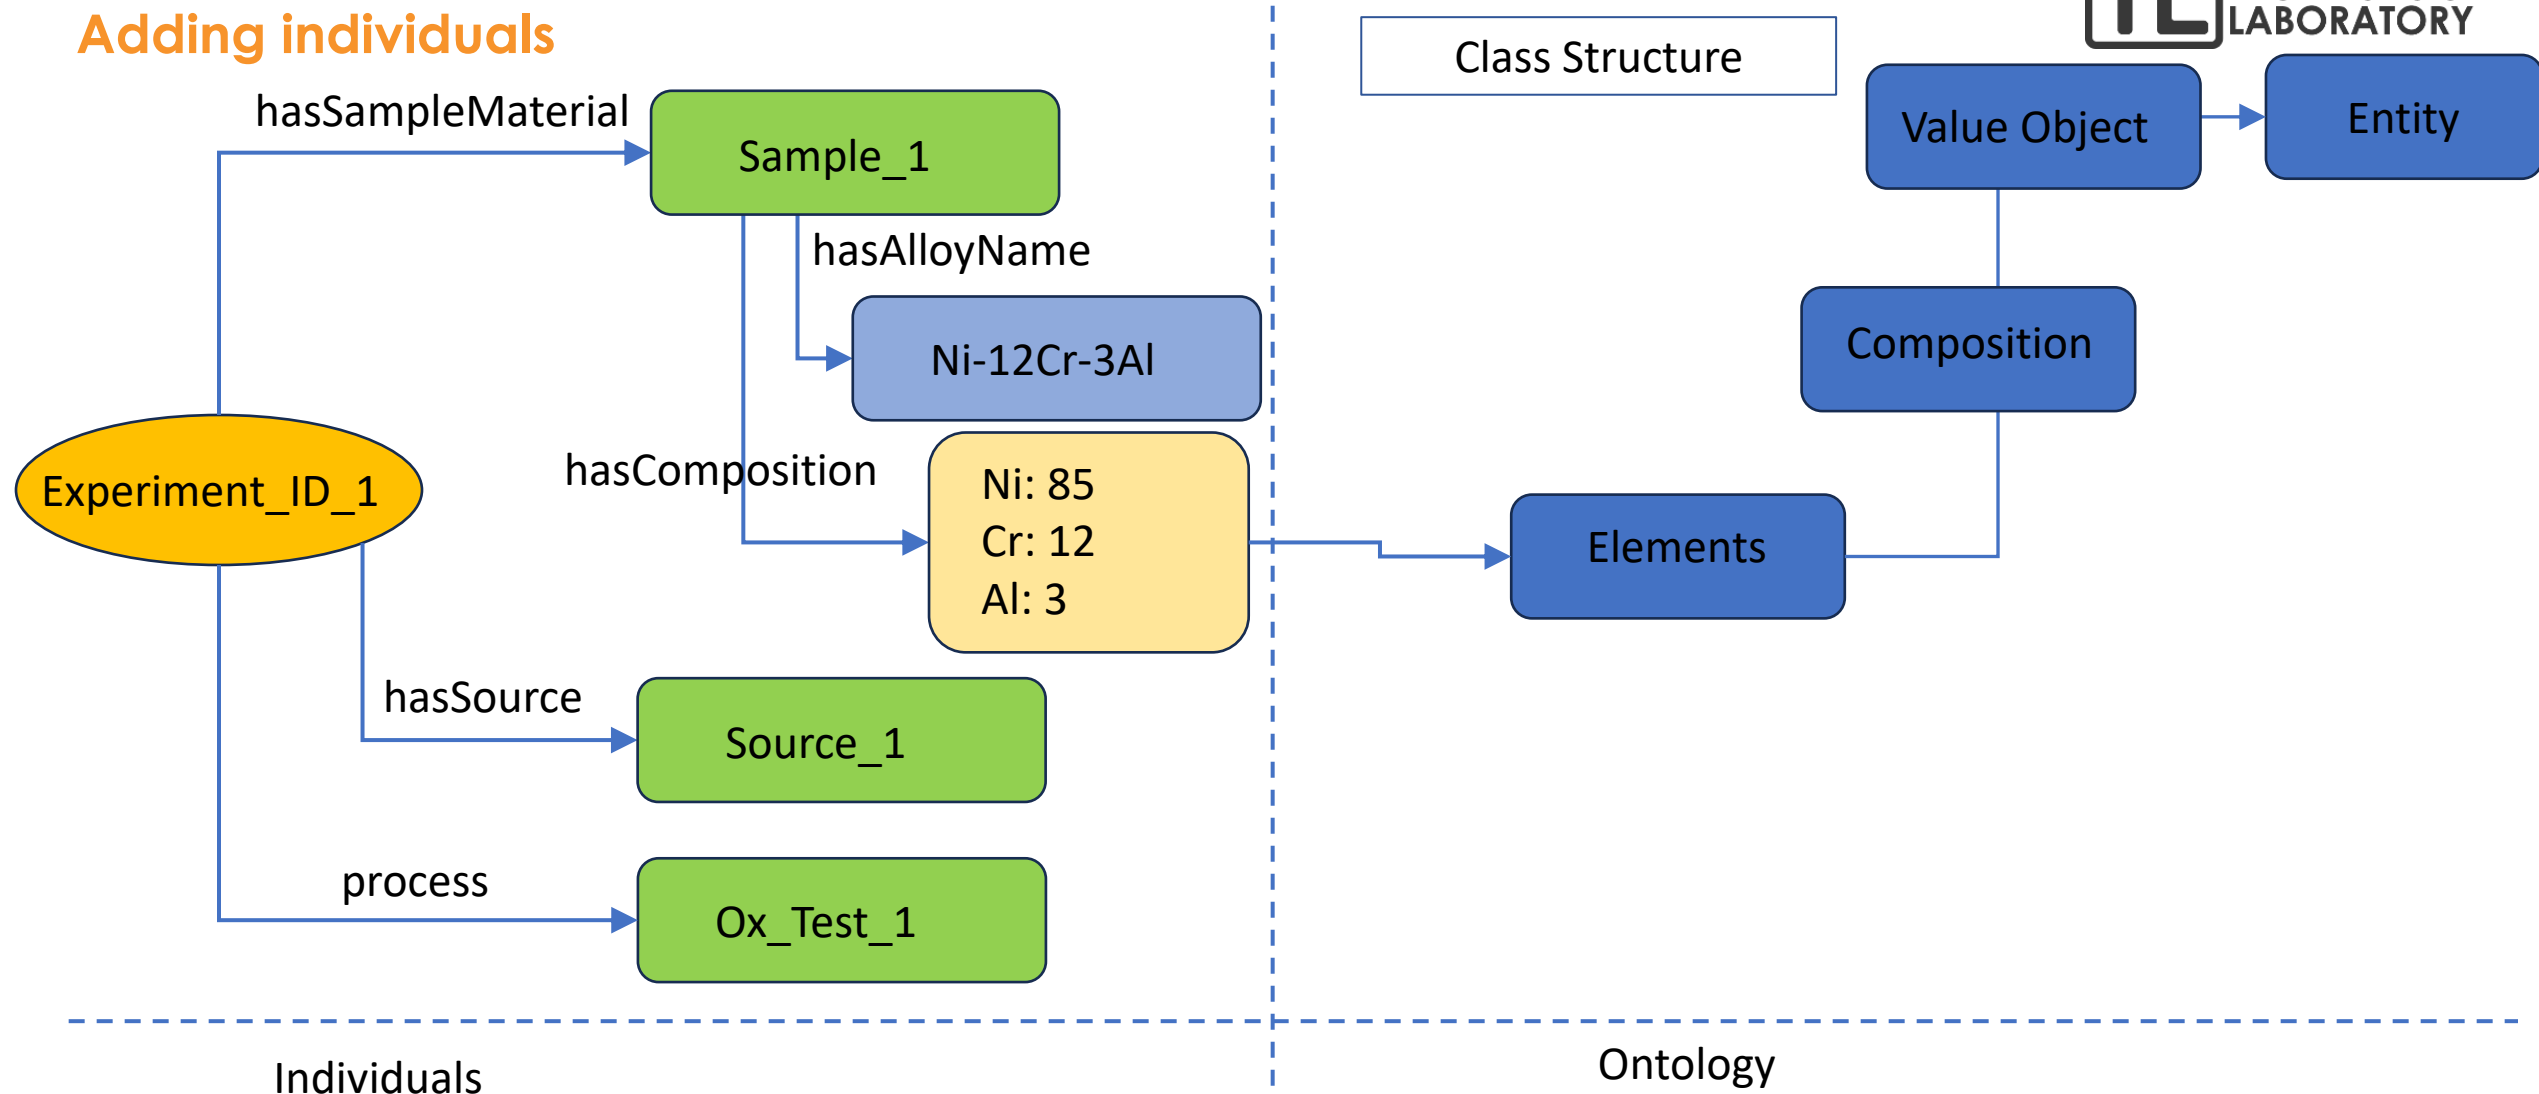 Adding individuals
LABORATORY
Class Structure
hasSampleMaterial
Sample_1
Value Object
Entity
hasAlloyName
Ni-12Cr-3Al
Composition
hasComposition
Experiment_ID_1
Ni: 85
Cr: 12
Al: 3
Elements
hasSource
Source_1
process
Ox_Test_1
Individuals
Ontology